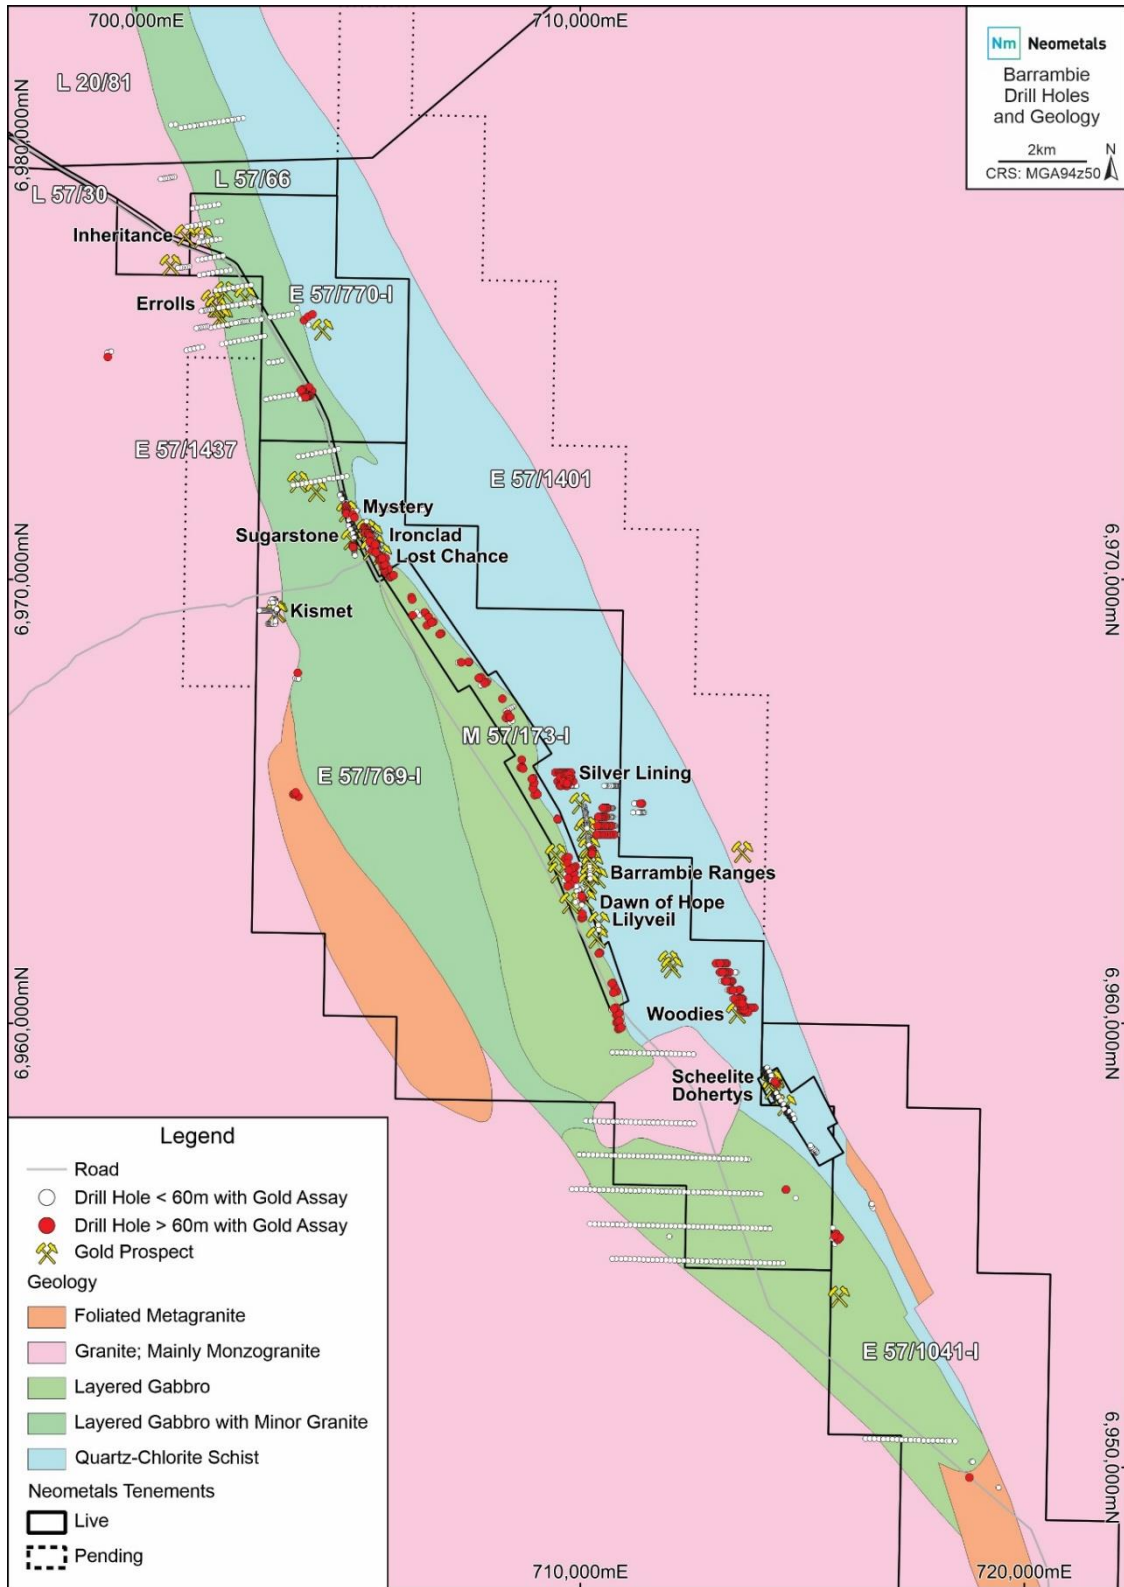 700,000mE
710,000mE
Nm Neometals
Barrambie
Drill Holes
and Geology
2km
N
CRS: MGA94z50
L 20/81
6,980,000mN
L 57/66
L 57/30
Inheritance
E 57/770-I
Errolls
E 57/1437
E 57/1401
Mystery
Sugarstone
Ironclad
Lost Chance
6,970,000mN
6,970,000mN
Kismet
M 57/173-I
Silver Lining
E 57/769-I
Barrambie Ranges
Dawn of Hope
Lilyveil
Woodies
6,960,000mN
6,960,000mN
Scheelite
Dohertys
E 57/1041-I
6,950,000mN
Legend
Road
Drill Hole < 60m with Gold Assay
Drill Hole > 60m with Gold Assay
Gold Prospect
Geology
Foliated Metagranite
Granite; Mainly Monzogranite
Layered Gabbro
Layered Gabbro with Minor Granite
Quartz-Chlorite Schist
Neometals Tenements
Live
Pending
710,000mE
720,000mE